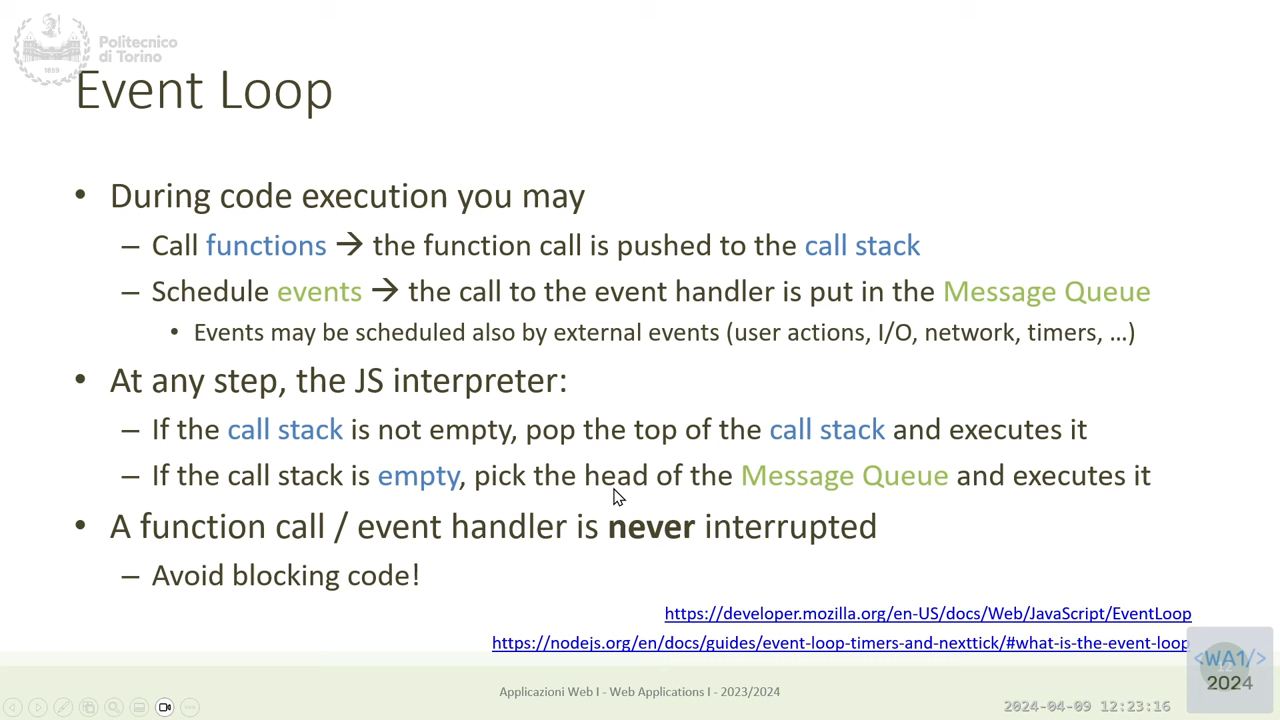 Politecnico
di Torino
1859
Event Loop
• During code execution you may
– Call functions → the function call is pushed to the call stack
– Schedule events → the call to the event handler is put in the Message Queue
• Events may be scheduled also by external events (user actions, I/O, network, timers, …)
• At any step, the JS interpreter:
– If the call stack is not empty, pop the top of the call stack and executes it
– If the call stack is empty, pick the head of the Message Queue and executes it
• A function call / event handler is never interrupted
– Avoid blocking code!
https://developer.mozilla.org/en-US/docs/Web/JavaScript/EventLoop
https://nodejs.org/en/docs/guides/event-loop-timers-and-nexttick/#what-is-the-event-loop
<WA1/>
2024
Applicazioni Web I - Web Applications I - 2023/2024
2024-04-09 12:23:16